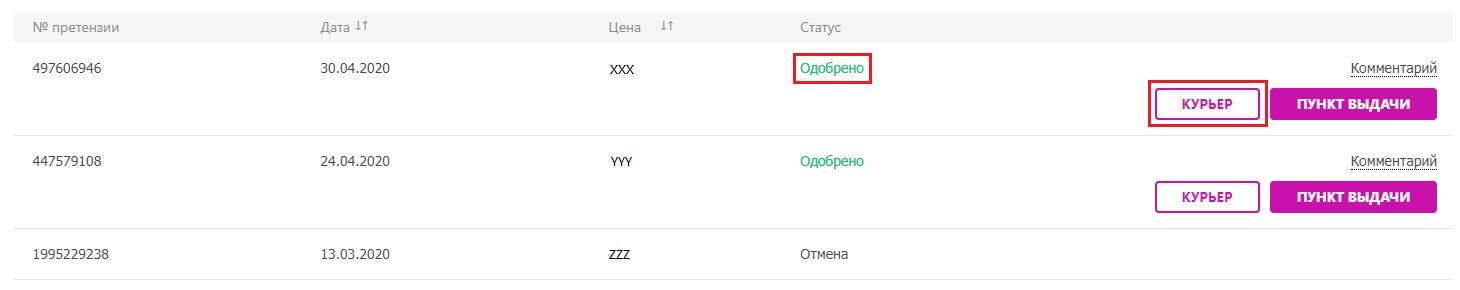 № претензии Дата ↓↑ Цена ↓↑ Статус
497606946 30.04.2020 XXX Одобрено Комментарий
КУРЬЕР ПУНКТ ВЫДАЧИ
447579108 24.04.2020 YYY Одобрено Комментарий
КУРЬЕР ПУНКТ ВЫДАЧИ
1995229238 13.03.2020 ZZZ Отмена